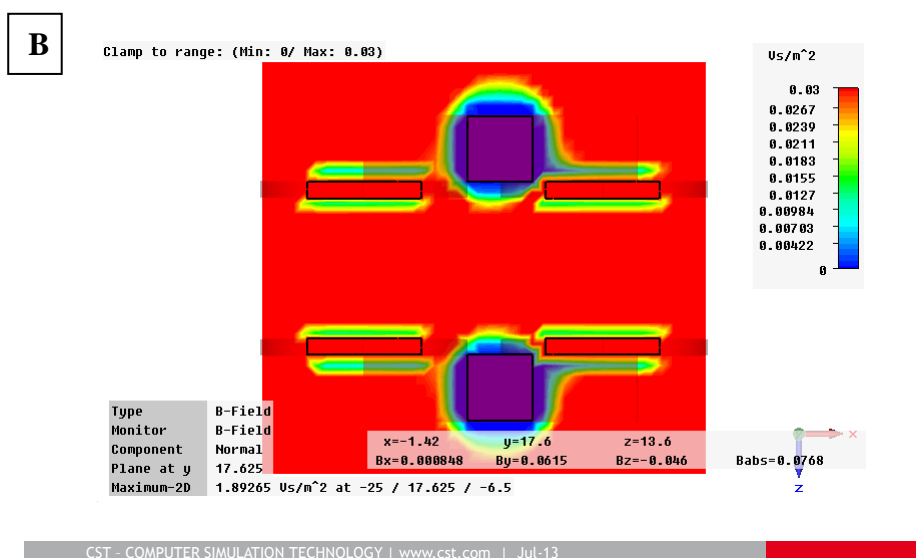 B
Clamp to range: (Min: 0/ Max: 0.03)
Vs/m^2
0.03
0.0267
0.0239
0.0211
0.0183
0.0155
0.0127
0.00984
0.00703
0.00422
0
Type B-Field
Monitor B-Field
Component Normal
Plane at y 17.625
Maximum-2D 1.89265 Vs/m^2 at -25 / 17.625 / -6.5
x=-1.42 y=17.6 z=13.6
Bx=0.000848 By=0.0615 Bz=-0.046 Babs=0.0768
x
z
CST - COMPUTER SIMULATION TECHNOLOGY | www.cst.com | Jul-13